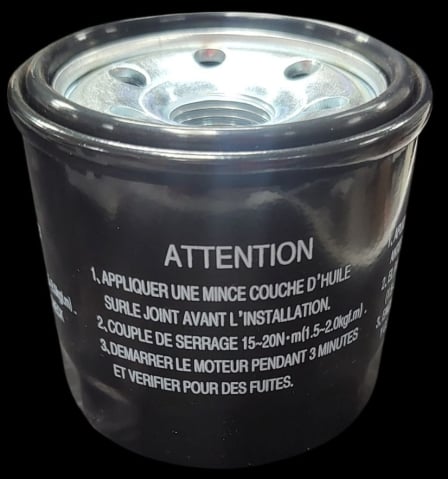 ATTENTION
1, APPLIQUER UNE MINCE COUCHE D'HUILE
SURLE JOINT AVANT L'INSTALLATION.
2, COUPLE DE SERRAGE 15~20N·m(1.5~2.0kgf.m) .
3, DEMARRER LE MOTEUR PENDANT 3 MINUTES
ET VERIFIER POUR DES FUITES.